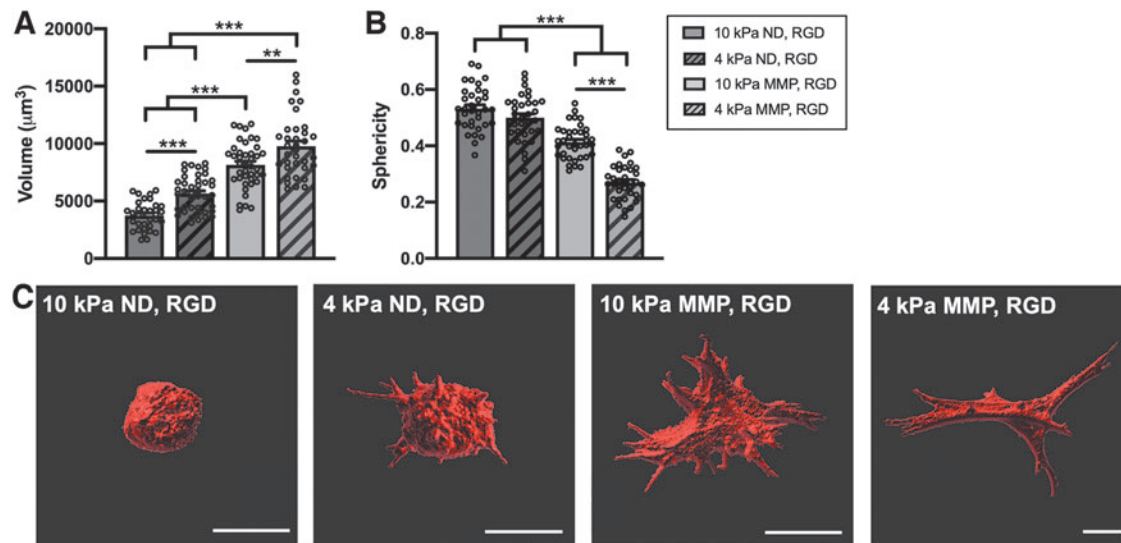 A
Volume (μm³)
20000
15000
10000
5000
0
***
***
**
***
B
Sphericity
0.8
0.6
0.4
0.2
0.0
***
***
10 kPa ND, RGD
4 kPa ND, RGD
10 kPa MMP, RGD
4 kPa MMP, RGD
C
10 kPa ND, RGD
4 kPa ND, RGD
10 kPa MMP, RGD
4 kPa MMP, RGD